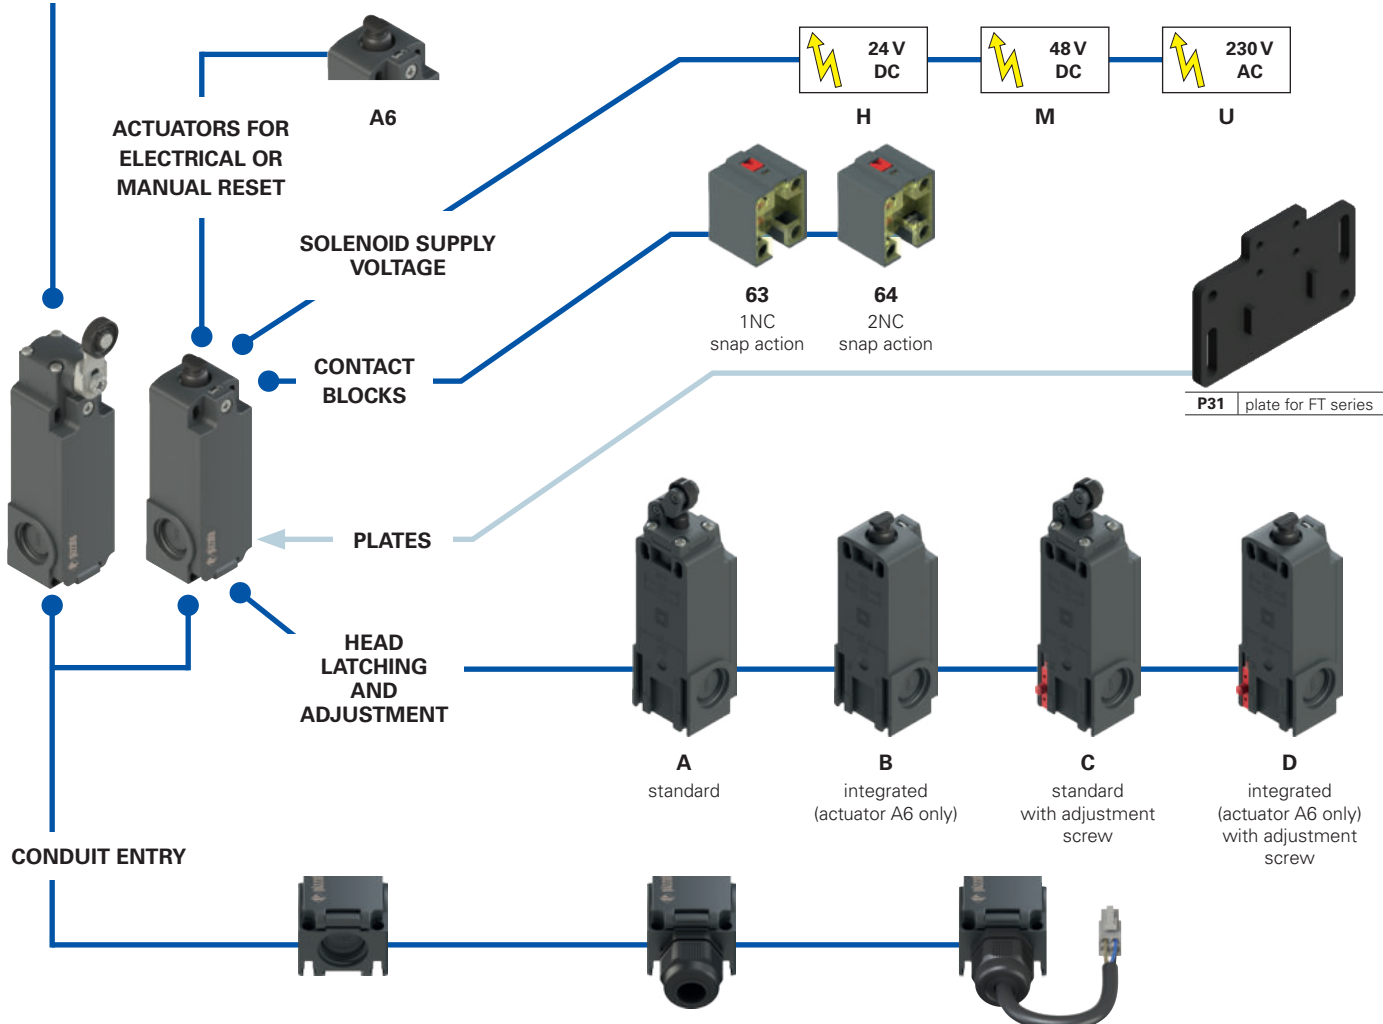 24 V
DC
48 V
DC
230 V
AC
H
M
U
A6
ACTUATORS FOR
ELECTRICAL OR
MANUAL RESET
SOLENOID SUPPLY
VOLTAGE
63
1NC
snap action
64
2NC
snap action
CONTACT
BLOCKS
P31 plate for FT series
PLATES
HEAD
LATCHING
AND
ADJUSTMENT
A
standard
B
integrated
(actuator A6 only)
C
standard
with adjustment
screw
D
integrated
(actuator A6 only)
with adjustment
screw
CONDUIT ENTRY